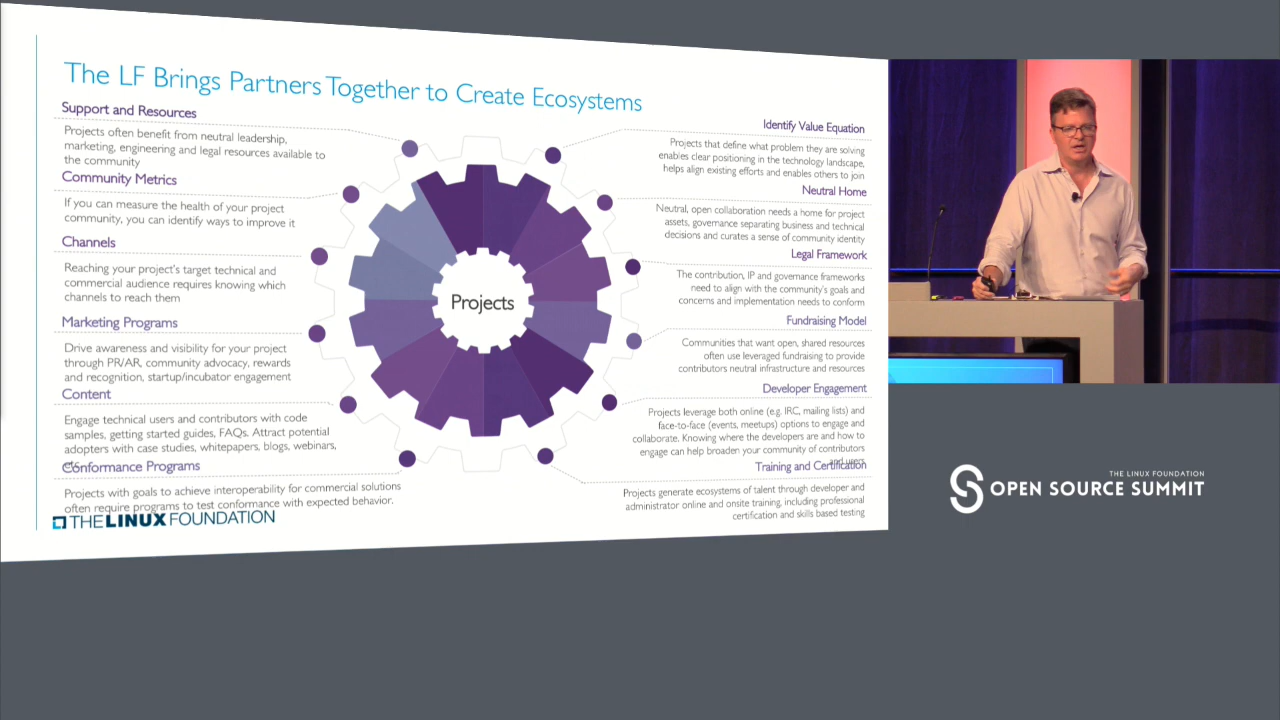 The LF Brings Partners Together to Create Ecosystems
Support and Resources
Projects often benefit from neutral leadership,
marketing, engineering and legal resources available to
the community
Community Metrics
If you can measure the health of your project
community, you can identify ways to improve it
Channels
Reaching your project's target technical and
commercial audience requires knowing which
channels to reach them
Marketing Programs
Drive awareness and visibility for your project
through PR/AR, community advocacy, rewards
and recognition, startup/incubator engagement
Content
Engage technical users and contributors with code
samples, getting started guides, FAQs. Attract potential
adopters with case studies, whitepapers, blogs, webinars,
etc.
Conformance Programs
Projects with goals to achieve interoperability for commercial solutions
often require programs to test conformance with expected behavior.
THE LINUX FOUNDATION
Projects
Identify Value Equation
Projects that define what problem they are solving
enables clear positioning in the technology landscape,
helps align existing efforts and enables others to join
Neutral Home
Neutral, open collaboration needs a home for project
assets, governance separating business and technical
decisions and curates a sense of community identity
Legal Framework
The contribution, IP and governance frameworks
need to align with the community's goals and
concerns and implementation needs to conform
Fundraising Model
Communities that want open, shared resources
often use leveraged fundraising to provide
contributors neutral infrastructure and resources
Developer Engagement
Projects leverage both online (e.g. IRC, mailing lists) and
face-to-face (events, meetups) options to engage and
collaborate. Knowing where the developers are and how to
engage can help broaden your community of contributors
and users
Training and Certification
Projects generate ecosystems of talent through developer and
administrator online and onsite training, including professional
certification and skills based testing
THE LINUX FOUNDATION
OPEN SOURCE SUMMIT